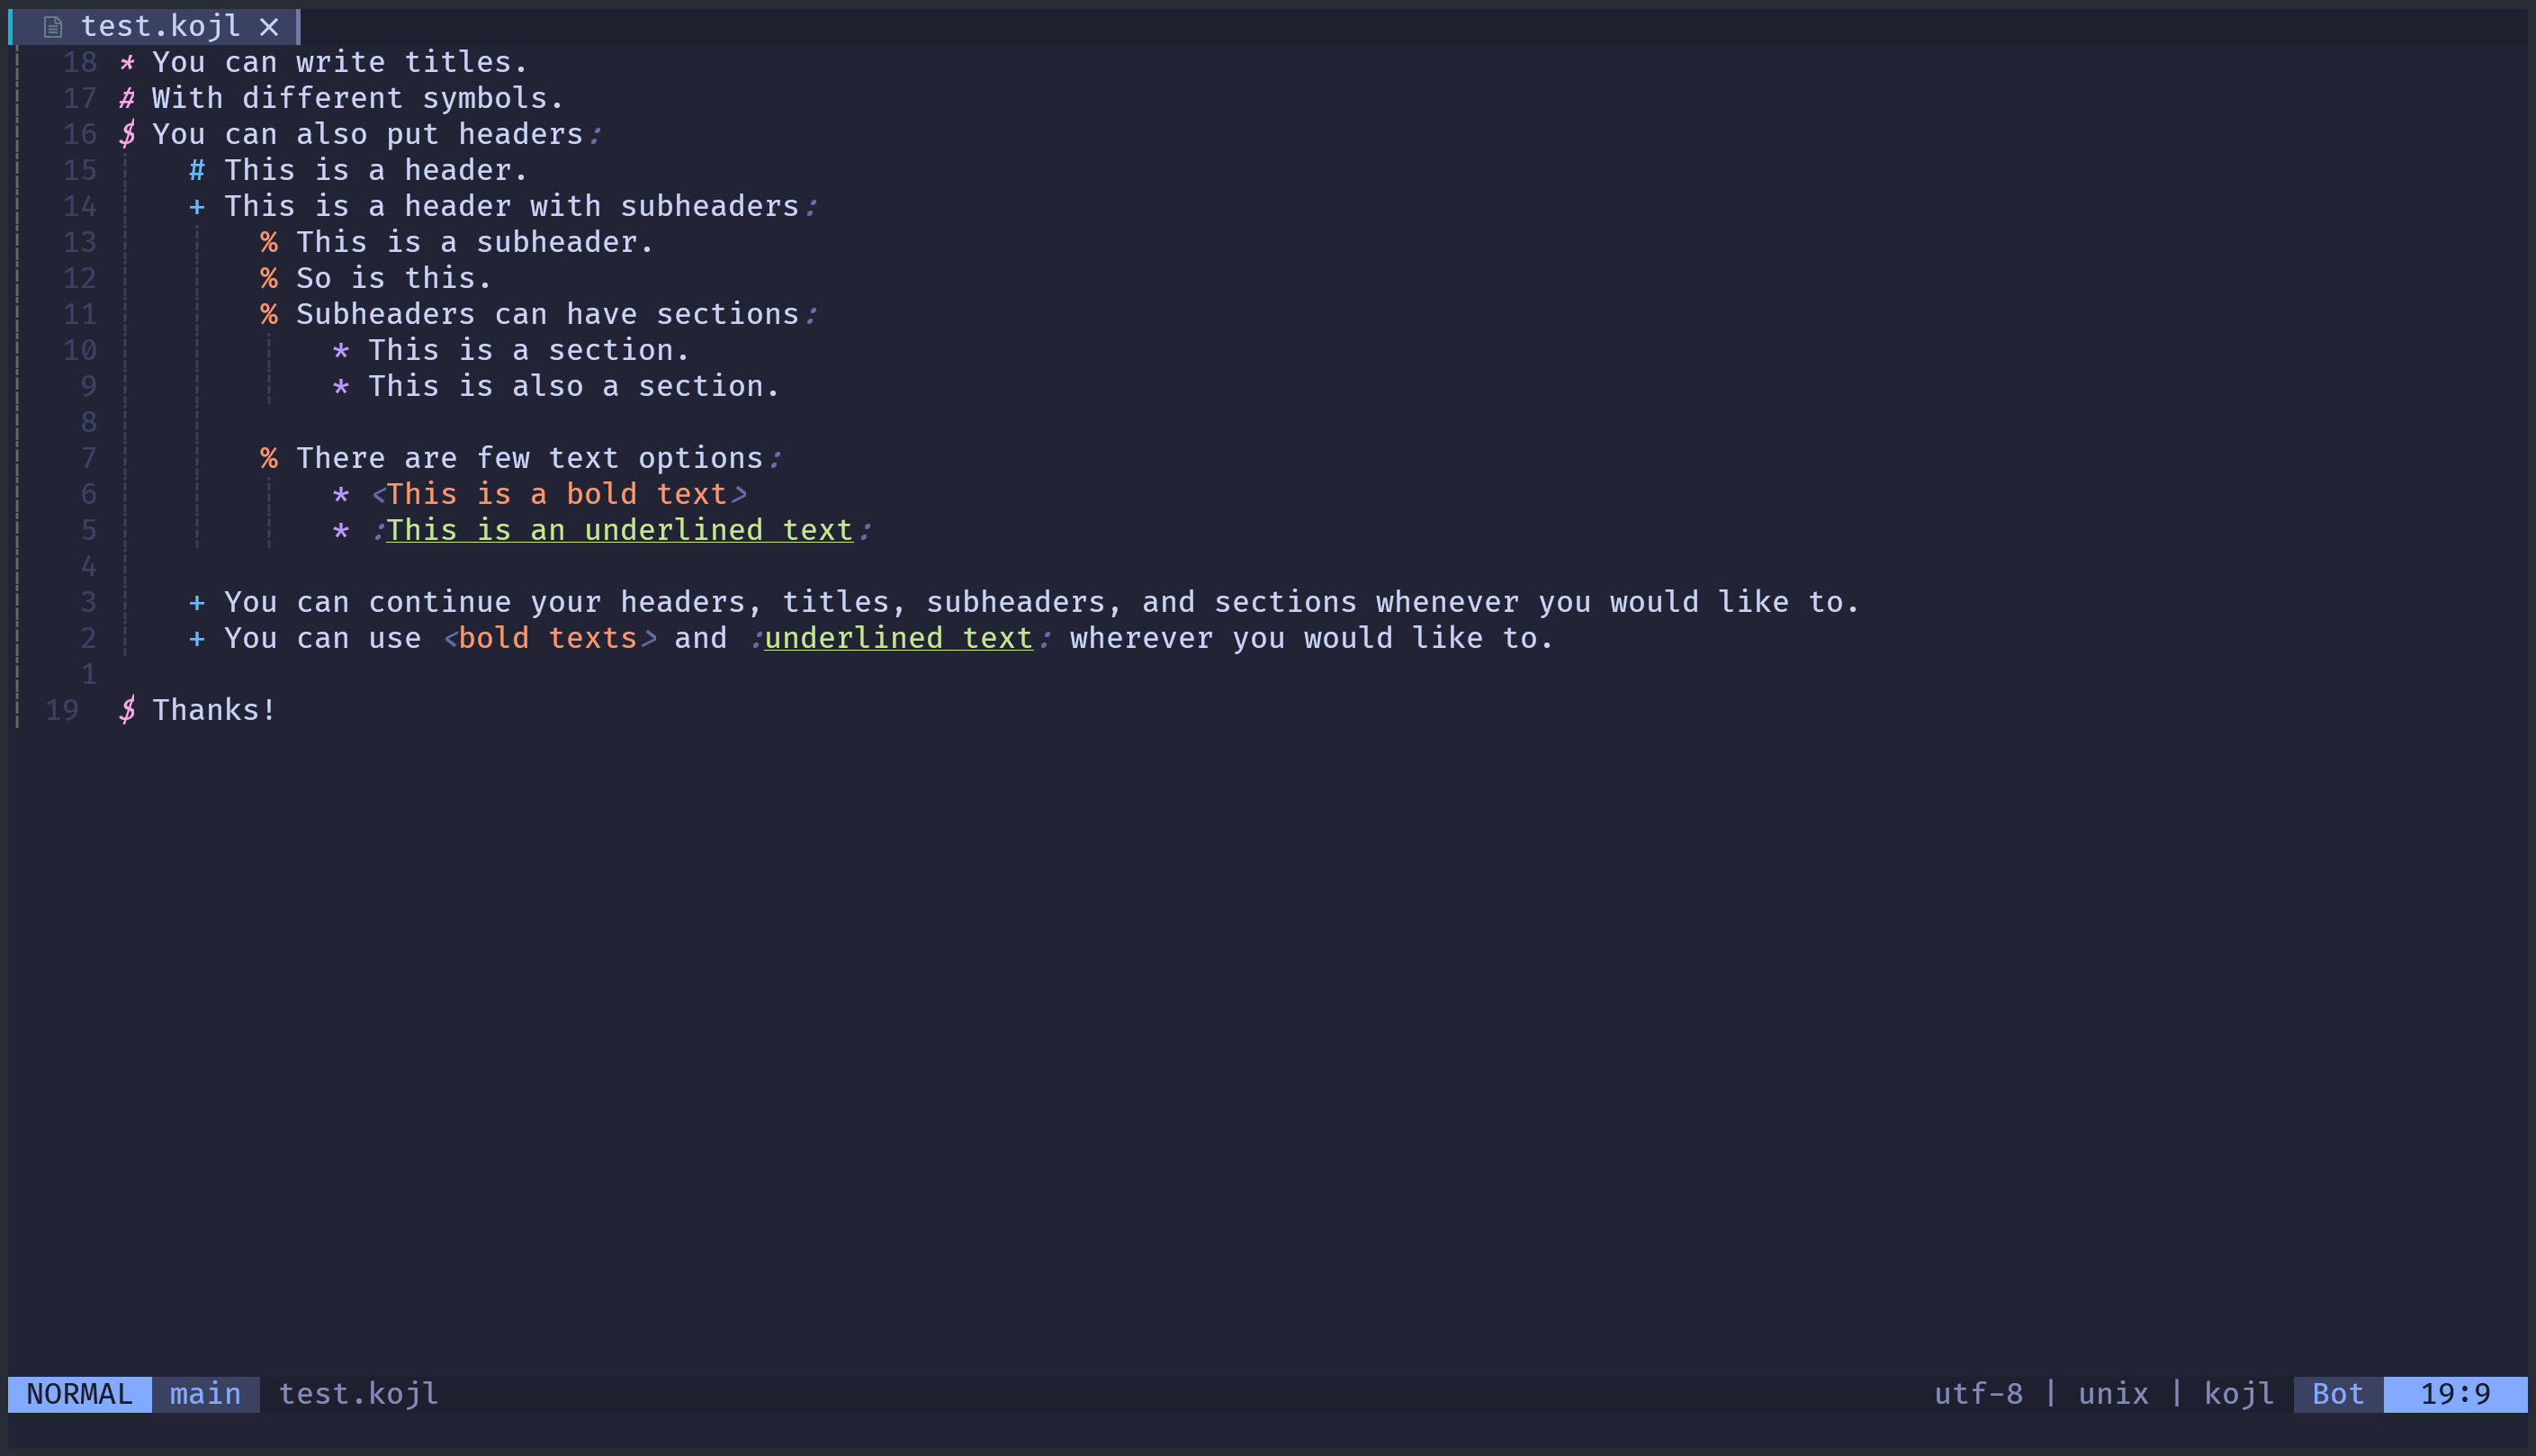 test.kojl ×
18 * You can write titles.
17 # With different symbols.
16 $ You can also put headers:
15 # This is a header.
14 + This is a header with subheaders:
13 % This is a subheader.
12 % So is this.
11 % Subheaders can have sections:
10 * This is a section.
9 * This is also a section.
8
7 % There are few text options:
6 * <This is a bold text>
5 * :This is an underlined text:
4
3 + You can continue your headers, titles, subheaders, and sections whenever you would like to.
2 + You can use <bold texts> and :underlined text: wherever you would like to.
1
19 $ Thanks!
NORMAL main test.kojl utf-8 | unix | kojl Bot 19:9